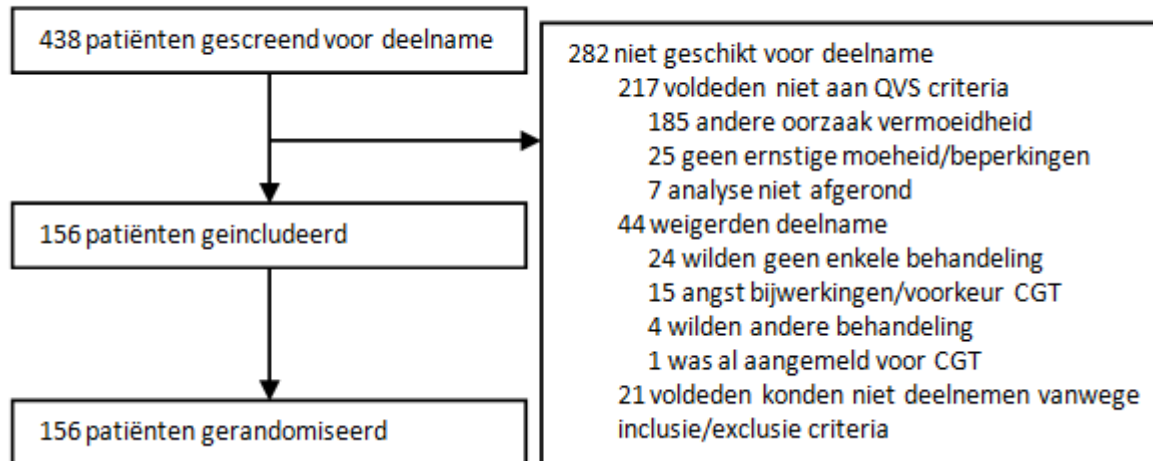 438 patiënten gescreend voor deelname
282 niet geschikt voor deelname
217 voldeden niet aan QVS criteria
185 andere oorzaak vermoeidheid
25 geen ernstige moeheid/beperkingen
7 analyse niet afgerond
44 weigerden deelname
24 wilden geen enkele behandeling
15 angst bijwerkingen/voorkeur CGT
4 wilden andere behandeling
1 was al aangemeld voor CGT
21 voldeden konden niet deelnemen vanwege
inclusie/exclusie criteria
156 patiënten geincludeerd
156 patiënten gerandomiseerd